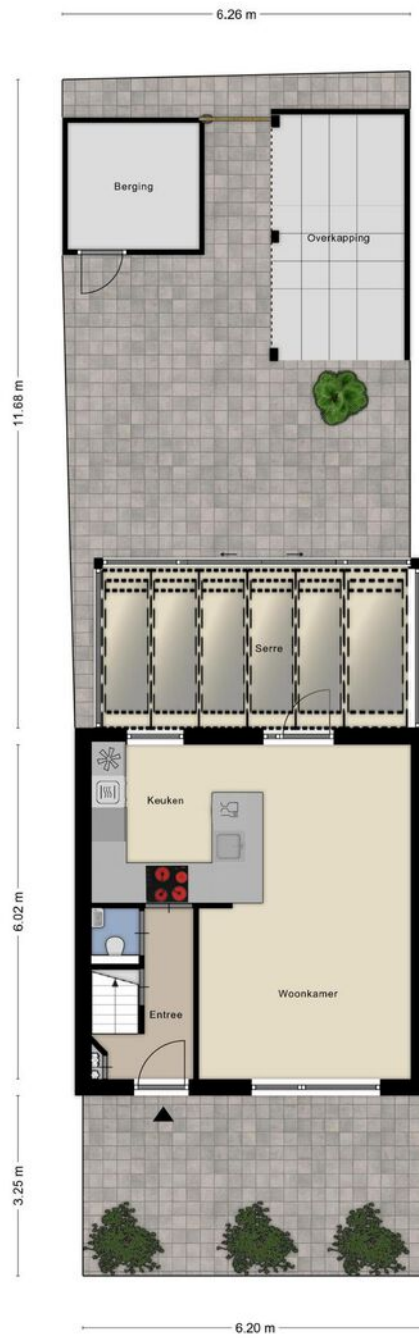 6.26 m
Berging
Overkapping
11.68 m
Serre
Keuken
6.02 m
Woonkamer
Entree
3.25 m
6.20 m